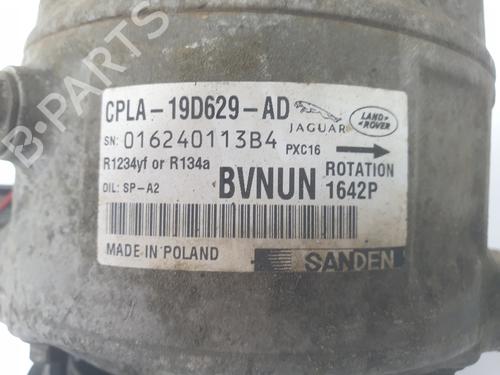 B-PARTS
CPLA-19D629-AD
JAGUAR
LAND ROVER
SN: 016240113B4
PXC16
R1234yf or R134a
BVNUN
ROTATION
OIL: SP-A2
1642P
MADE IN POLAND
SANDEN